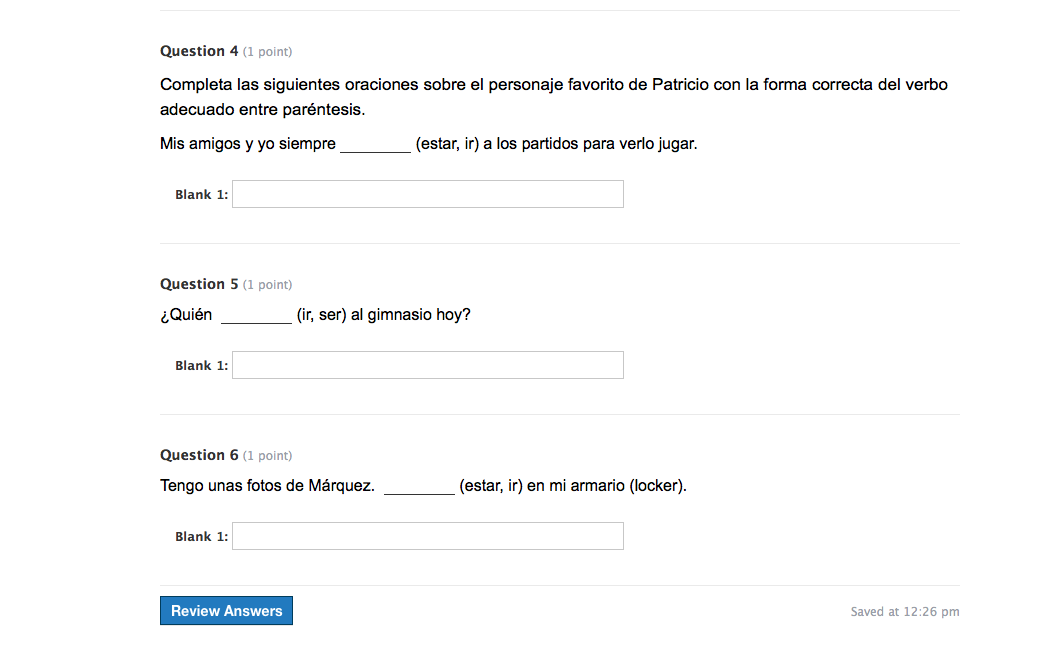 Question 4 (1 point)
Completa las siguientes oraciones sobre el personaje favorito de Patricio con la forma correcta del verbo
adecuado entre paréntesis.
Mis amigos y yo siempre ________ (estar, ir) a los partidos para verlo jugar.
Blank 1:
Question 5 (1 point)
¿Quién ________ (ir, ser) al gimnasio hoy?
Blank 1:
Question 6 (1 point)
Tengo unas fotos de Márquez. ________ (estar, ir) en mi armario (locker).
Blank 1:
Review Answers
Saved at 12:26 pm